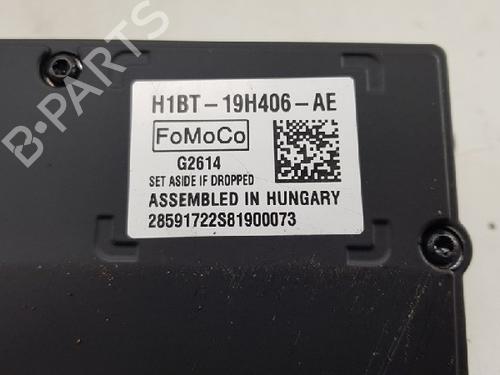 H1BT-19H406-AE
FoMoCo
G2614
SET ASIDE IF DROPPED
ASSEMBLED IN HUNGARY
28591722S81900073
B-PARTS